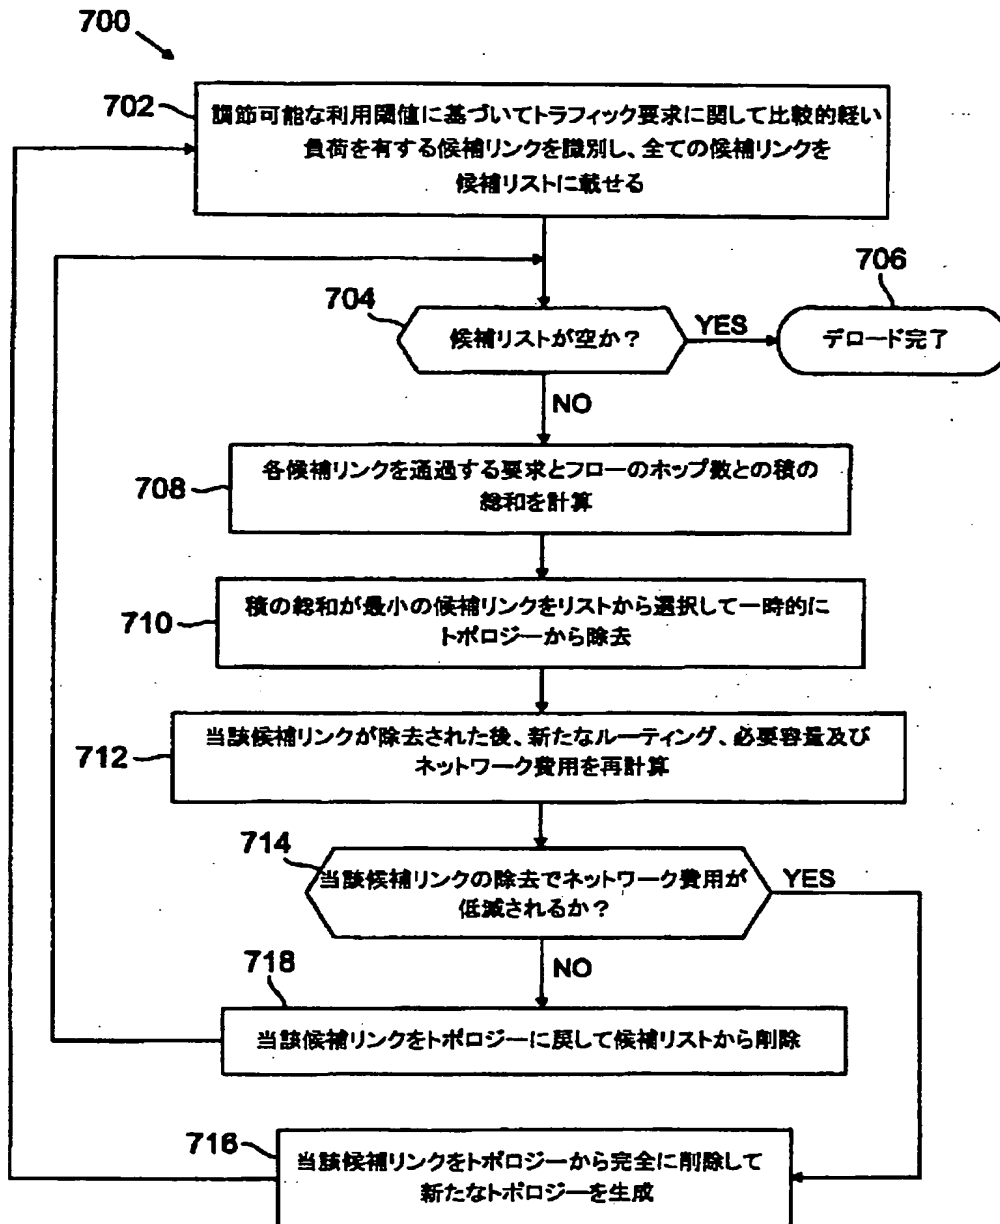 700
702
調節可能な利用閾値に基づいてトラフィック要求に関して比較的軽い
負荷を有する候補リンクを識別し、全ての候補リンクを
候補リストに載せる
706
704
候補リストが空か？
YES
デロード完了
NO
708
各候補リンクを通過する要求とフローのホップ数との積の
総和を計算
710
積の総和が最小の候補リンクをリストから選択して一時的に
トポロジーから除去
712
当該候補リンクが除去された後、新たなルーティング、必要容量及び
ネットワーク費用を再計算
714
当該候補リンクの除去でネットワーク費用が
低減されるか？
YES
NO
718
当該候補リンクをトポロジーに戻して候補リストから削除
716
当該候補リンクをトポロジーから完全に削除して
新たなトポロジーを生成